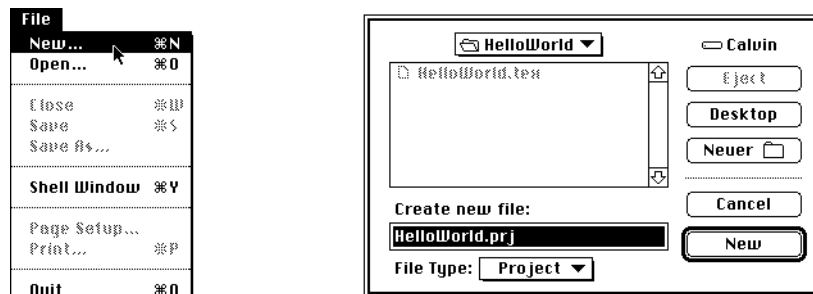 File
New... ⌘N
Open... ⌘O
Close ⌘W
Save ⌘S
Save As...
Shell Window ⌘Y
Page Setup...
Print... ⌘P
Quit ⌘Q
HelloWorld
Calvin
HelloWorld.tex
Eject
Desktop
Neuer
Create new file:
Cancel
HelloWorld.prj
New
File Type: Project